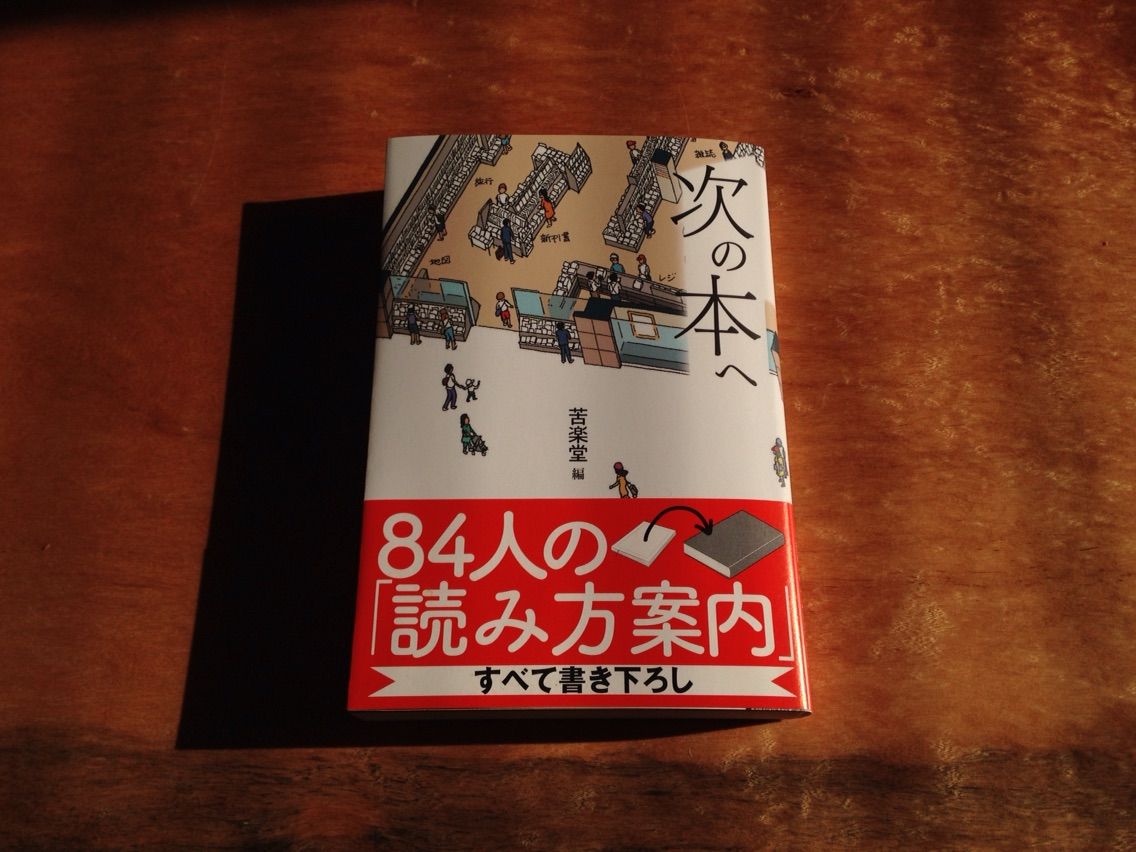 次の本へ
苦楽堂 編
雑誌
旅行
新刊書
地図
レジ
84人の
「読み方案内」
すべて書き下ろし